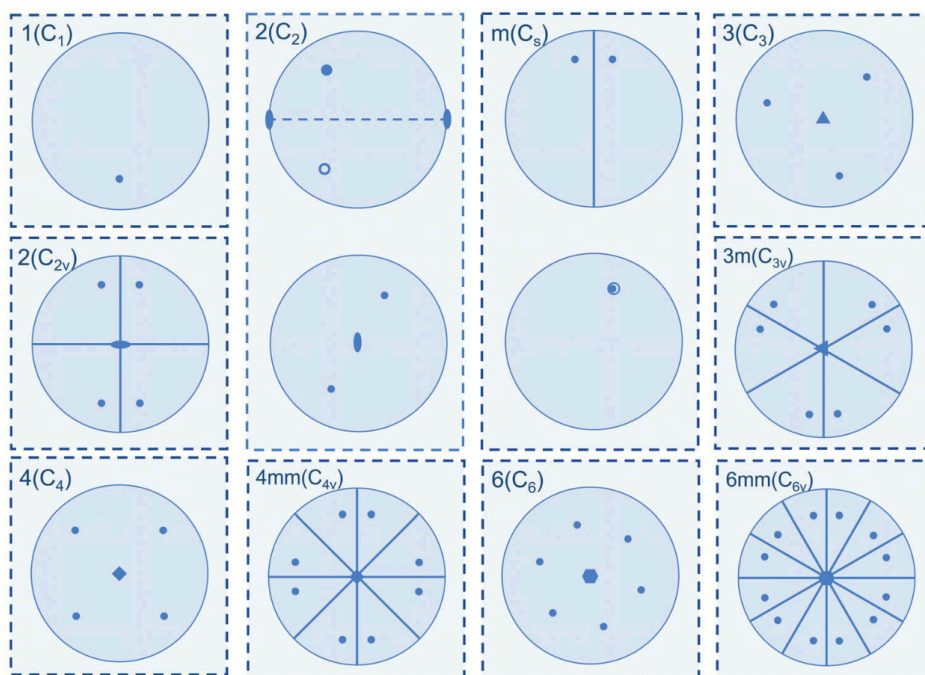 1(C₁)
2(C₂)
m(Cₛ)
3(C₃)
2(C₂ᵥ)
3m(C₃ᵥ)
4(C₄)
4mm(C₄ᵥ)
6(C₆)
6mm(C₆ᵥ)